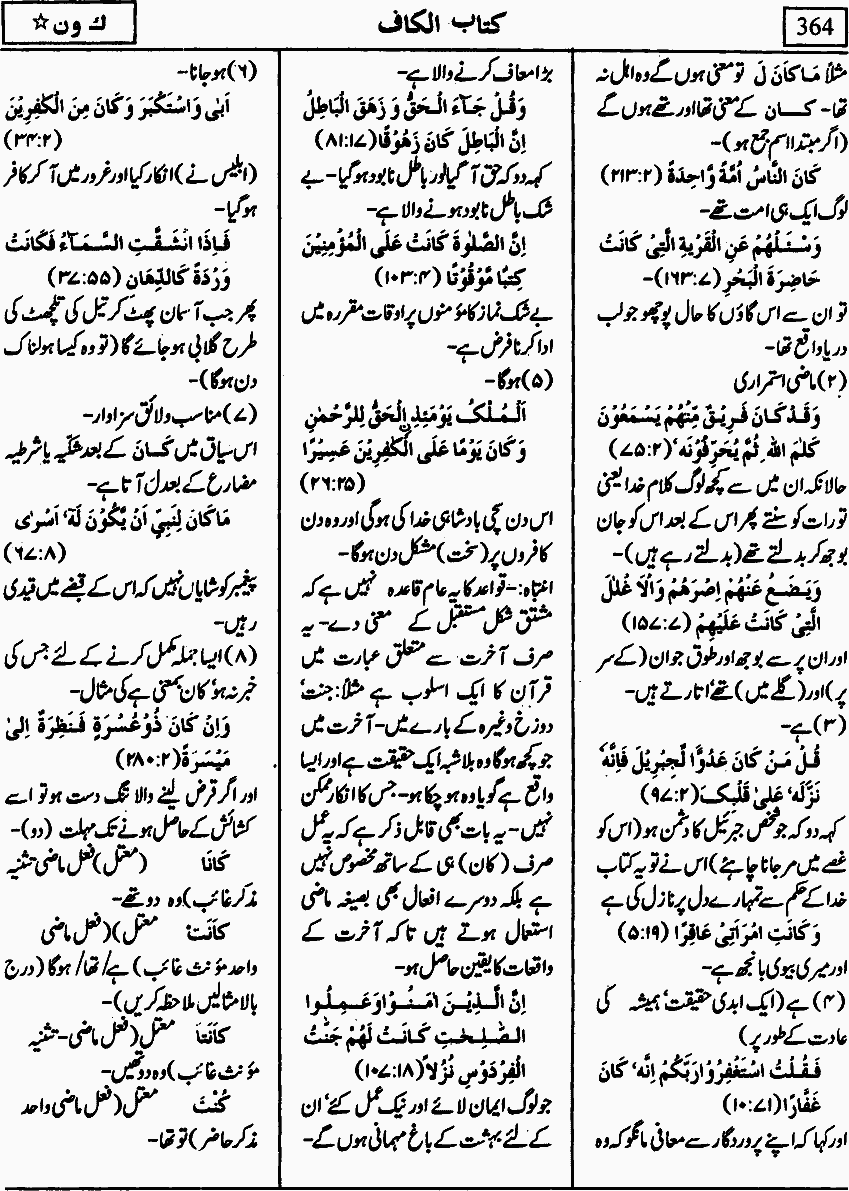 364
کتاب الکاف
ك ون☆
مثلاً مَا کَانَ لَ تو معنی ہوں گے وہ اہل نہ
تھا۔ کَانَ کے معنی تھا اور تھے ہوں گے
(اگر مبتدا اسم جمع ہو)۔
كَانَ النَّاسُ اُمَّةً وَّاحِدَةً (۲۱۳:۲)
لوگ ایک ہی امت تھے۔
وَسْئَلْهُمْ عَنِ الْقَرْيَةِ الَّتِىْ كَانَتْ
حَاضِرَةَ الْبَحْرِ (۱۶۳:۷)۔
تو ان سے اس گاؤں کا حال پوچھو جو لب
دریا واقع تھا۔
(۲) ماضی استمراری
وَقَدْ كَانَ فَرِيْقٌ مِّنْهُمْ يَسْمَعُوْنَ
كَلٰمَ اللّٰهِ ثُمَّ يُحَرِّفُوْنَهٗ (۷۵:۲)
حالانکہ ان میں سے کچھ لوگ کلام خدا یعنی
تورات کو سنتے پھر اس کے بعد اس کو جان
بوجھ کر بدلتے تھے (بدلتے رہے ہیں)۔
وَيَضَعُ عَنْهُمْ اِصْرَهُمْ وَالْاَ غْلٰلَ
الَّتِىْ كَانَتْ عَلَيْهِمْ (۱۵۷:۷)
اور ان پر سے بوجھ اور طوق جو ان (کے سر
پر) اور (گلے میں) تھے اتارتے ہیں۔
(۳) ہے۔
قُلْ مَنْ كَانَ عَدُوًّا لِّجِبْرِيْلَ فَاِنَّهٗ
نَزَّلَهٗ عَلىٰ قَلْبِكَ (۹۷:۲)
کہہ دو کہ جو شخص جبرئیل کا دشمن ہو (اس کو
غصے میں مر جانا چاہئے) اس نے تو یہ کتاب
خدا کے حکم سے تمہارے دل پر نازل کی ہے
وَكَانَتِ امْرَاَتِىْ عَاقِرًا (۵:۱۹)
اور میری بیوی بانجھ ہے۔
(۴) ہے (ایک ابدی حقیقت' ہمیشہ کی
عادت کے طور پر)
فَقُلْتُ اسْتَغْفِرُوْا رَبَّكُمْ اِنَّهٗ كَانَ
غَفَّارًا (۱۰:۷۱)
اور کہا کہ اپنے پروردگار سے معافی مانگو کہ وہ
بڑا معاف کرنے والا ہے۔
وَقُلْ جَآءَ الْحَقُّ وَ زَهَقَ الْبَاطِلُ
اِنَّ الْبَاطِلَ كَانَ زَهُوْقًا (۸۱:۱۷)
کہہ دو کہ حق آ گیا اور باطل نابود ہو گیا۔ بے
شک باطل نابود ہونے والا ہے۔
اِنَّ الصَّلٰوةَ كَانَتْ عَلَى الْمُؤْمِنِيْنَ
كِتٰبًا مَّوْقُوْتًا (۱۰۳:۴)
بے شک نماز کا مؤمنوں پر اوقات مقررہ میں
ادا کرنا فرض ہے۔
(۵) ہوگا۔
اَلْمُلْكُ يَوْمَئِذِ ۨالْحَقُّ لِلرَّحْمٰنِ
وَكَانَ يَوْمًا عَلَى الْكٰفِرِيْنَ عَسِيْرًا
(۲۶:۲۵)
اس دن سچی بادشاہی خدا کی ہوگی اور وہ دن
کافروں پر (سخت) مشکل دن ہوگا۔
انتباہ:۔ قواعد کا یہ عام قاعدہ نہیں ہے کہ
مشتق شکل مستقبل کے معنی دے۔ یہ
صرف آخرت سے متعلق عبارت میں
قرآن کا ایک اسلوب ہے مثلاً: جنت'
دوزخ وغیرہ کے بارے میں۔ آخرت میں
جو کچھ ہوگا وہ بلاشبہ ایک حقیقت ہے اور ایسا
واقع ہے گویا وہ ہو چکا ہو۔ جس کا انکار ممکن
نہیں۔ یہ بات بھی قابل ذکر ہے کہ یہ عمل
صرف (کان) ہی کے ساتھ مخصوص نہیں
ہے بلکہ دوسرے افعال بھی بصیغہ ماضی
استعمال ہوتے ہیں تاکہ آخرت کے
واقعات کا یقین حاصل ہو۔
اِنَّ الَّذِيْنَ اٰمَنُوْا وَعَمِلُوا
الصّٰلِحٰتِ كَانَتْ لَهُمْ جَنّٰتُ
الْفِرْدَوْسِ نُزُلًا (۱۰۷:۱۸)
جو لوگ ایمان لائے اور نیک عمل کئے' ان
کے لئے بہشت کے باغ مہمانی ہوں گے۔
(۶) ہو جانا۔
اَبٰى وَاسْتَكْبَرَ وَكَانَ مِنَ الْكٰفِرِيْنَ
(۳۴:۲)
(ابلیس نے) انکار کیا اور غرور میں آ کر کافر
ہو گیا۔
فَاِذَا انْشَقَّتِ السَّمَآءُ فَكَانَتْ
وَرْدَةً كَالدِّهَانِ (۳۷:۵۵)
پھر جب آسمان پھٹ کر تیل کی تلچھٹ کی
طرح گلابی ہو جائے گا (تو وہ کیسا ہولناک
دن ہوگا)۔
(۷) مناسب و لائق سزاوار۔
اس سیاق میں کَانَ کے بعد شکّیہ یا شرطیہ
مضارع کے بعد لَ آتا ہے۔
مَا كَانَ لِنَبِىٍّ اَنْ يَّكُوْنَ لَهٗ اَسْرٰى
(۶۷:۸)
پیغمبر کو شایاں نہیں کہ اس کے قبضے میں قیدی
رہیں۔
(۸) ایسا جملہ مکمل کرنے کے لئے جس کی
خبر نہ ہو' کان بمعنی ہے کی مثال۔
وَاِنْ كَانَ ذُوْ عُسْرَةٍ فَنَظِرَةٌ اِلىٰ
مَيْسَرَةٍ (۲۸۰:۲)
اور اگر قرض لینے والا تنگ دست ہو تو اسے
کشائش کے حاصل ہونے تک مہلت (دو)۔
كَانَا (معتل) فعل ماضی تثنیہ
مذکر غائب) وہ دو تھے۔
كَانَتْ معتل) (فعل ماضی
واحد مؤنث غائب) ہے/تھا/ہوگا (درج
بالا مثالیں ملاحظہ کریں)۔
كَانَتَا معتل (فعل ماضی۔ تثنیہ
مؤنث غائب) وہ دو تھیں۔
كُنْتَ معتل (فعل ماضی واحد
مذکر حاضر) تو تھا۔